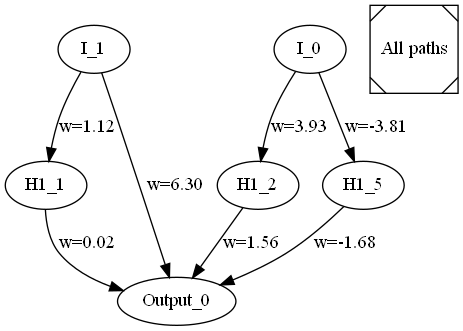 I_1
I_0
All paths
w=1.12
w=3.93
w=-3.81
H1_1
w=6.30
H1_2
H1_5
w=0.02
w=1.56
w=-1.68
Output_0